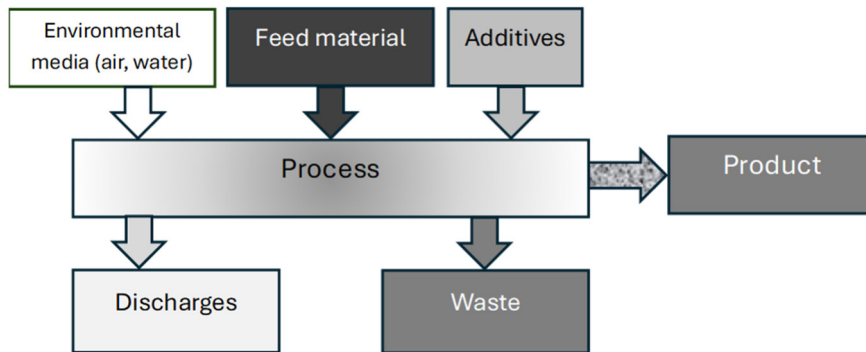 Environmental
media (air, water)
Feed material
Additives
Process
Product
Discharges
Waste